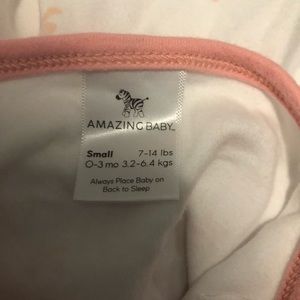 AMAZING BABY™
Small 7-14 lbs
0-3 mo 3.2-6.4 kgs
Always Place Baby on
Back to Sleep